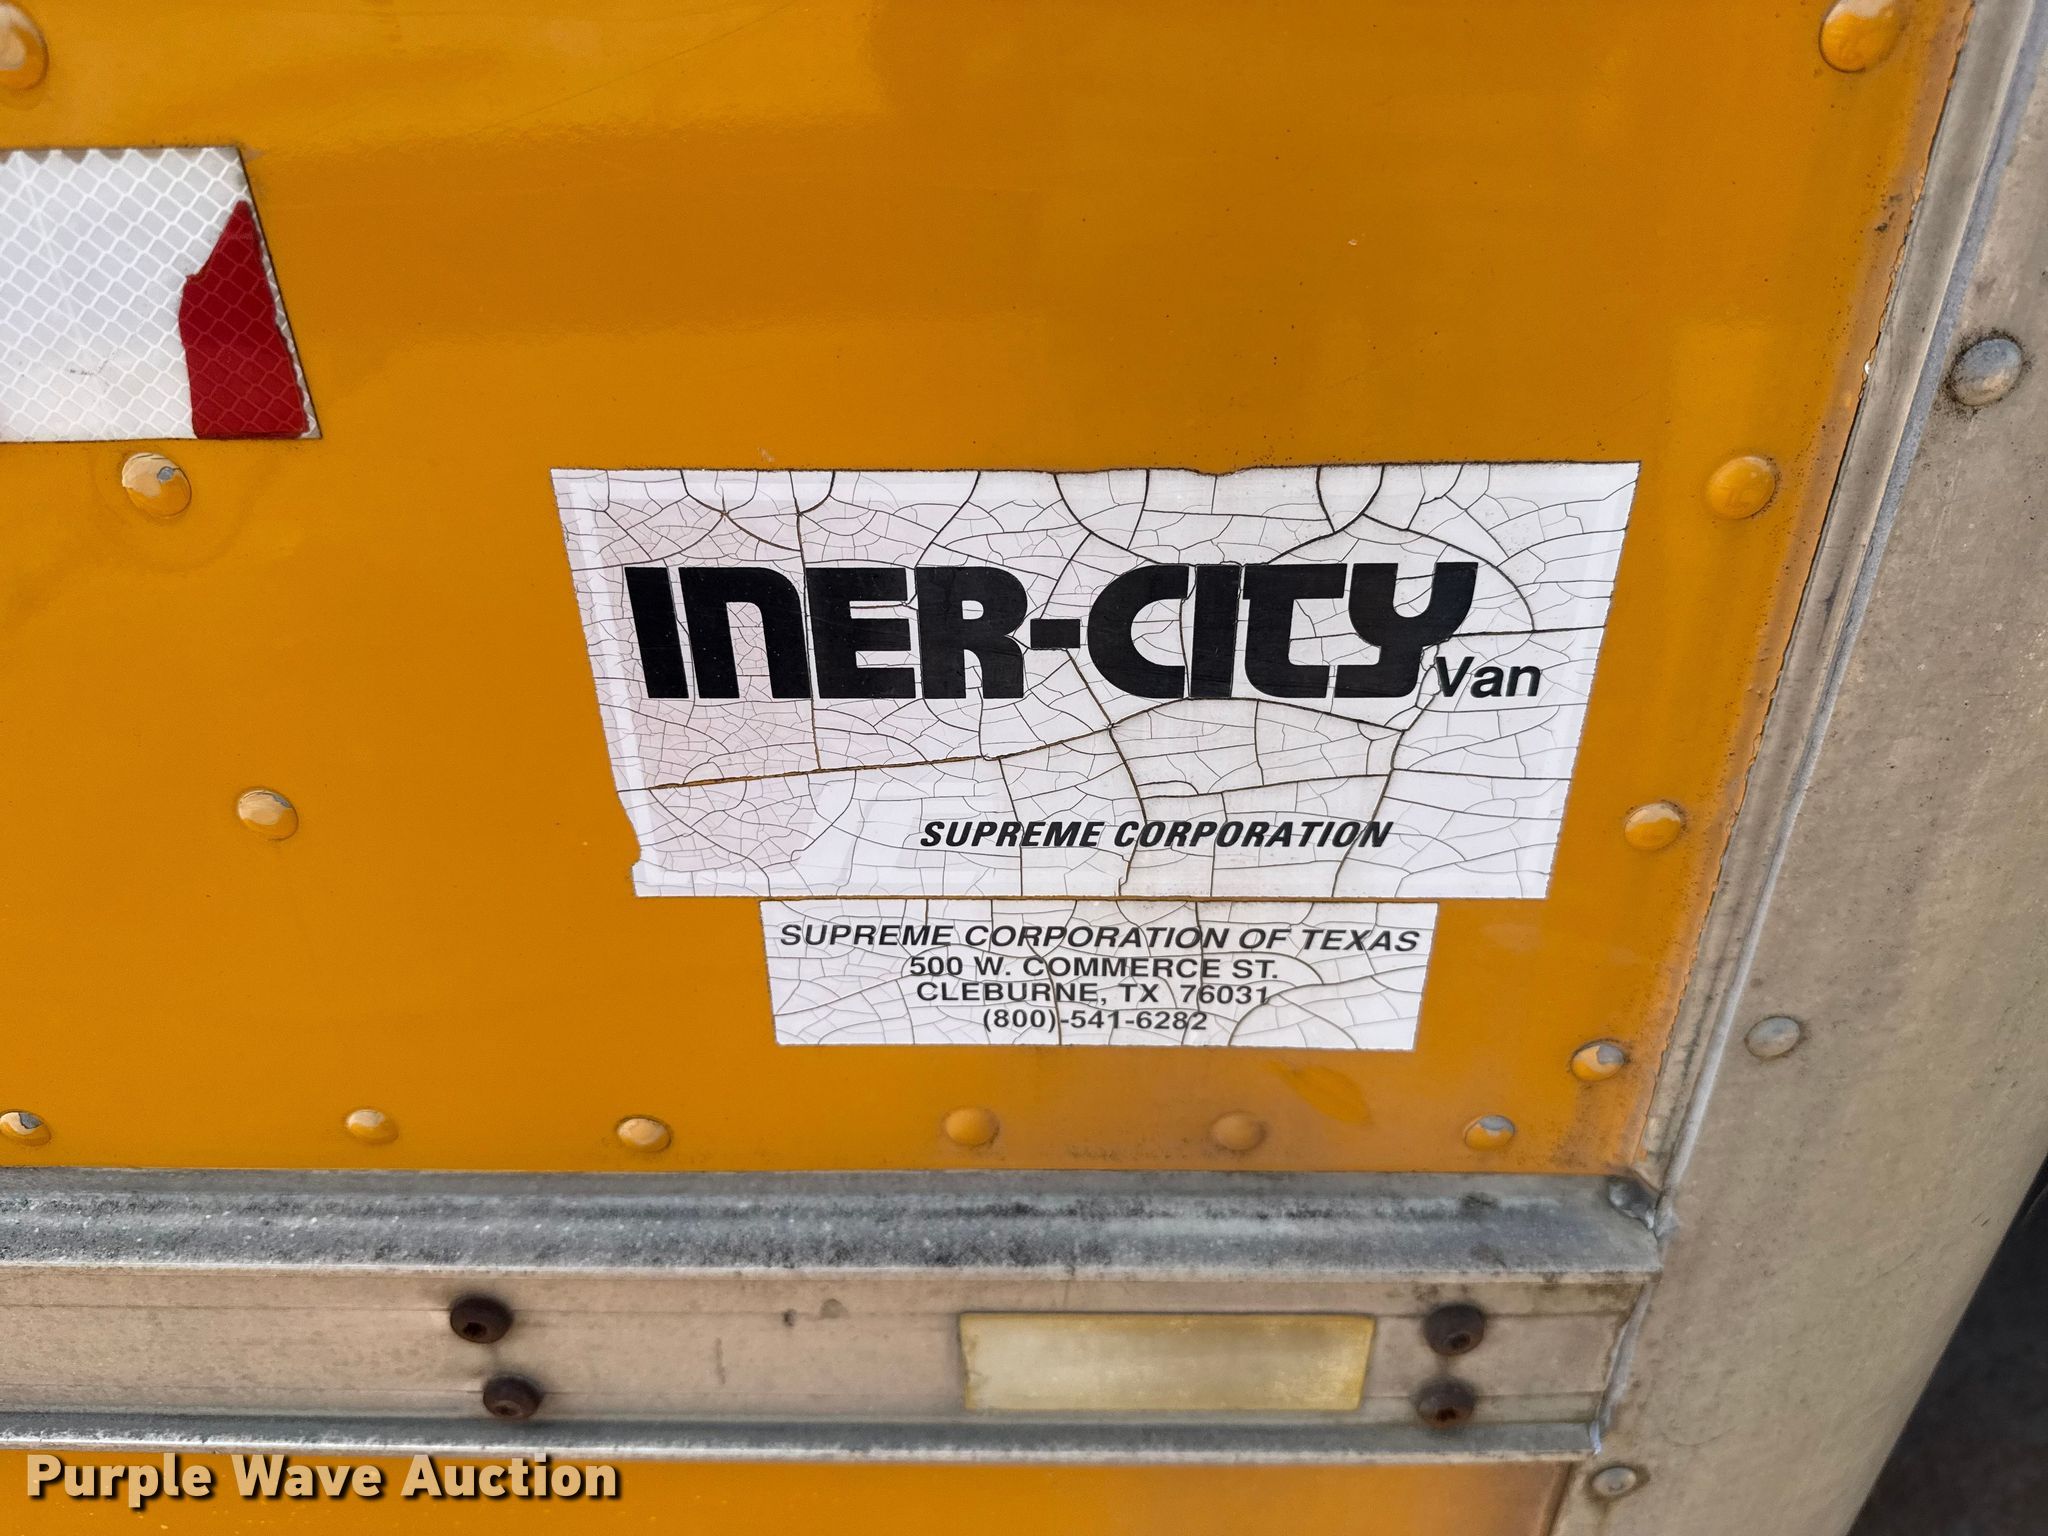 INER-CITY Van
SUPREME CORPORATION
SUPREME CORPORATION OF TEXAS
500 W. COMMERCE ST.
CLEBURNE, TX 76031
(800)-541-6282
Purple Wave Auction